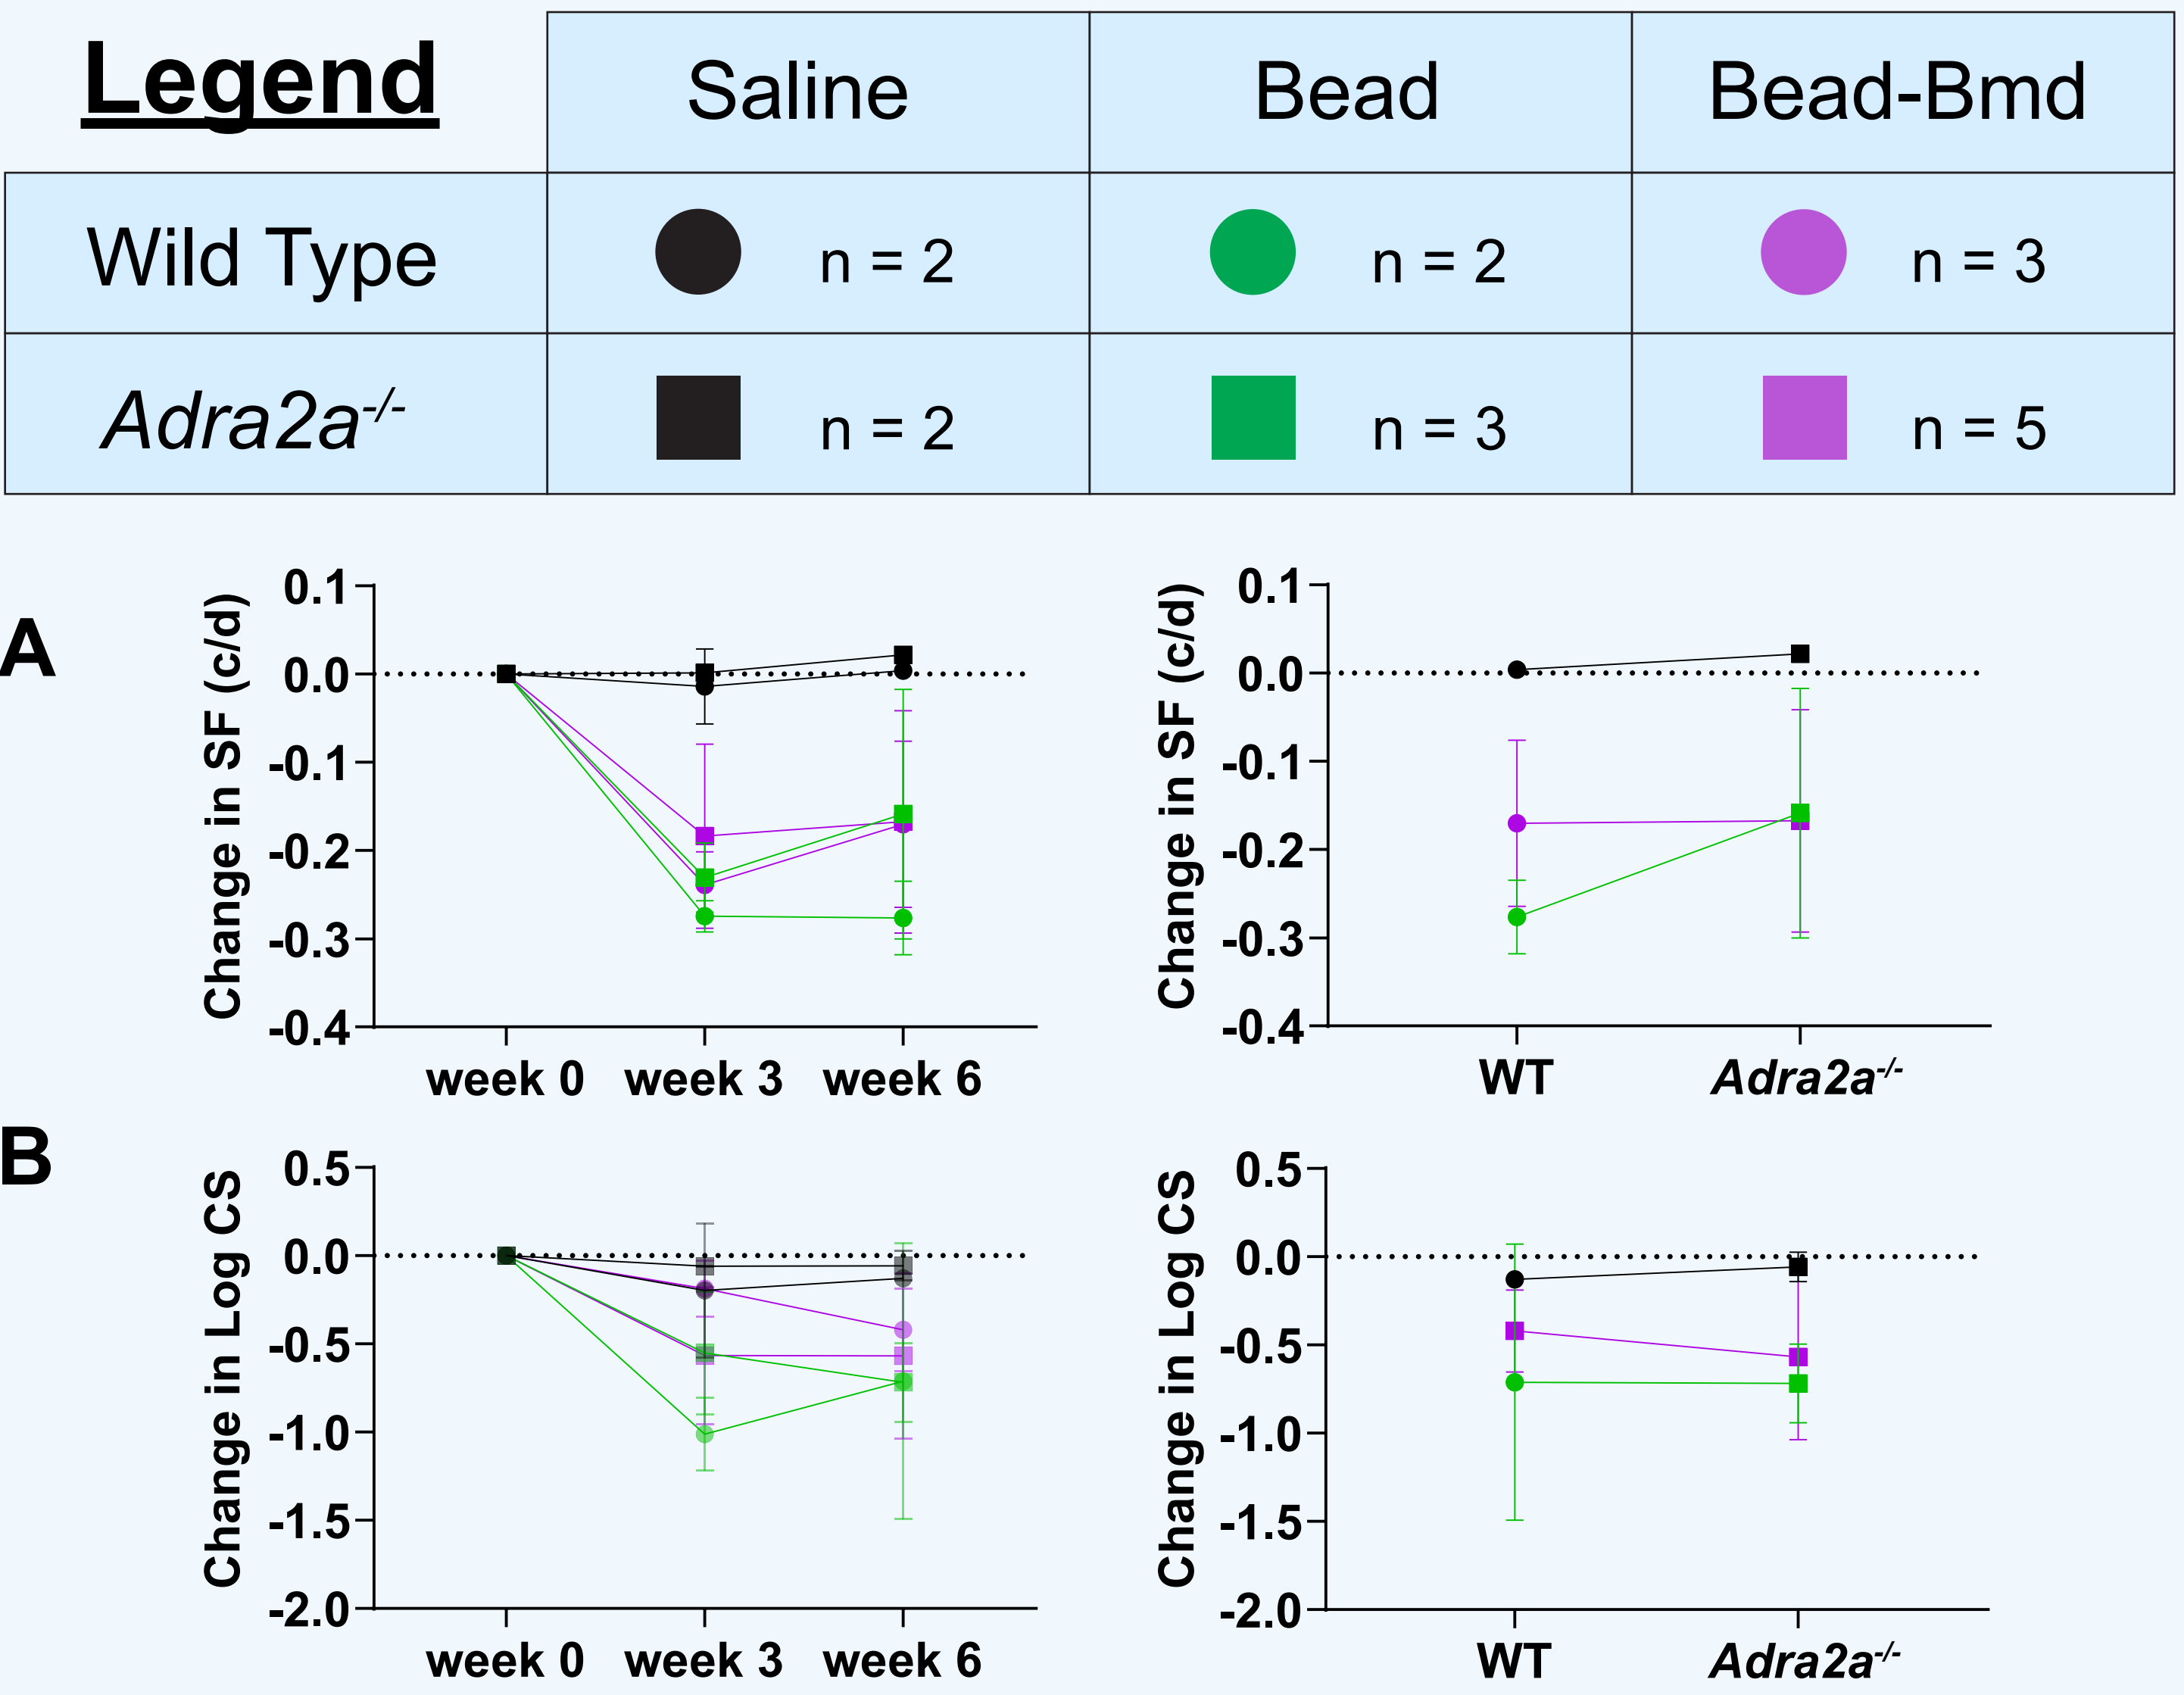 Legend Saline Bead Bead-Bmd
Wild Type n = 2 n = 2 n = 3
Adra2a-/- n = 2 n = 3 n = 5
A
Change in SF (c/d)
0.1
0.0
-0.1
-0.2
-0.3
-0.4
week 0 week 3 week 6
Change in SF (c/d)
0.1
0.0
-0.1
-0.2
-0.3
-0.4
WT Adra2a-/-
B
Change in Log CS
0.5
0.0
-0.5
-1.0
-1.5
-2.0
week 0 week 3 week 6
Change in Log CS
0.5
0.0
-0.5
-1.0
-1.5
-2.0
WT Adra2a-/-